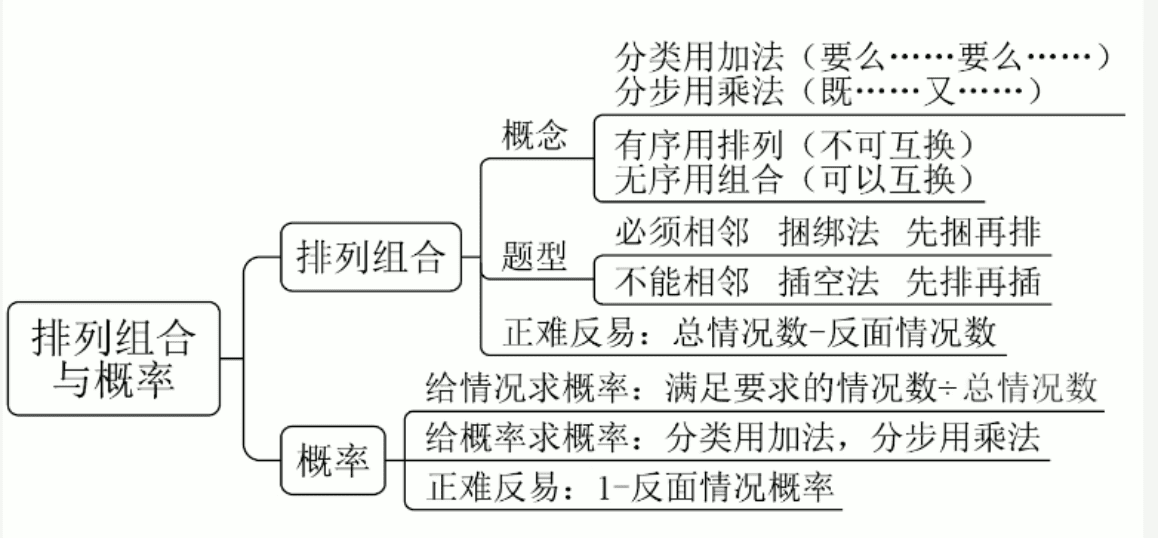 分类用加法（要么……要么……）
分步用乘法（既……又……）
概念
有序用排列（不可互换）
无序用组合（可以互换）
排列组合
必须相邻 捆绑法 先捆再排
题型
不能相邻 插空法 先排再插
正难反易：总情况数-反面情况数
排列组合
与概率
给情况求概率：满足要求的情况数÷总情况数
概率
给概率求概率：分类用加法，分步用乘法
正难反易：1-反面情况概率